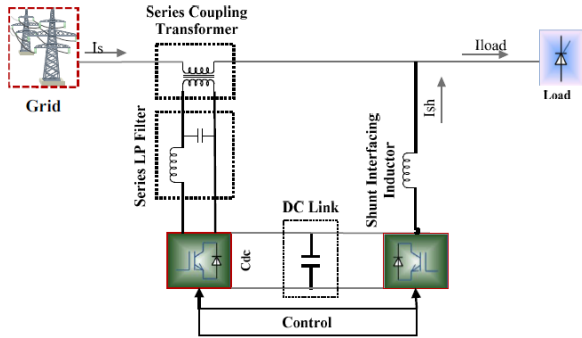 Series Coupling
Transformer
Is
Iload
Grid
Load
Ish
Series LP Filter
Shunt Interfacing
Inductor
DC Link
Cdc
Control